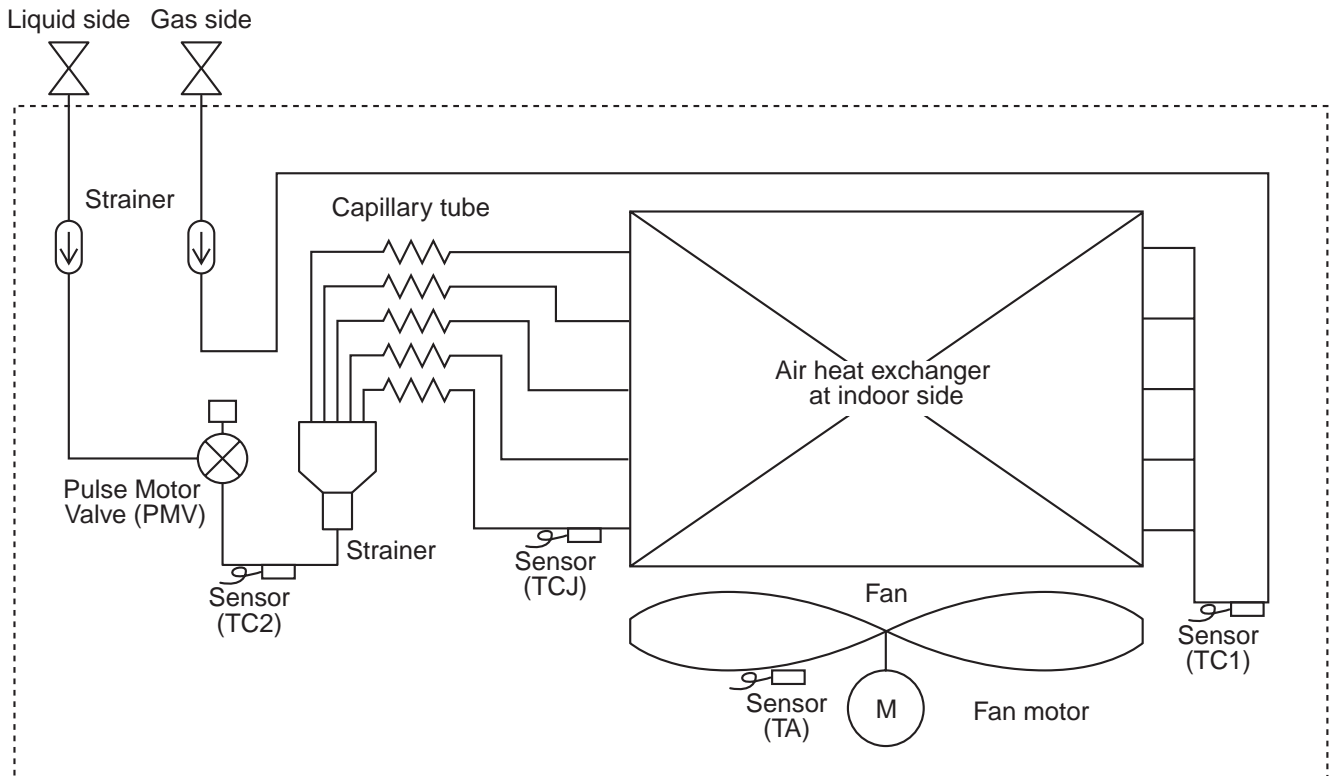 Liquid side
Gas side
Strainer
Capillary tube
Air heat exchanger
at indoor side
Pulse Motor
Valve (PMV)
Strainer
Sensor
(TCJ)
Sensor
(TC2)
Fan
Sensor
(TC1)
Sensor
(TA)
M
Fan motor